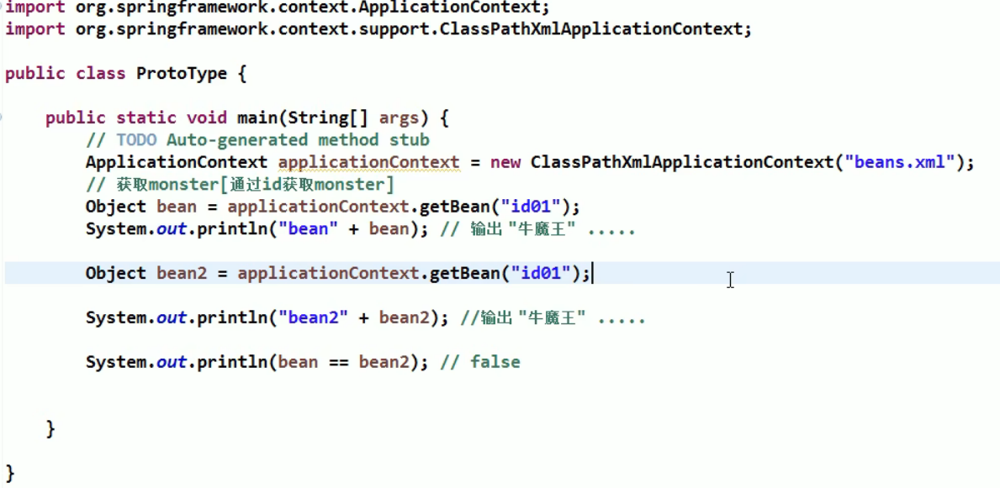 import org.springframework.context.ApplicationContext;
import org.springframework.context.support.ClassPathXmlApplicationContext;
public class ProtoType {
public static void main(String[] args) {
// TODO Auto-generated method stub
ApplicationContext applicationContext = new ClassPathXmlApplicationContext("beans.xml");
// 获取monster[通过id获取monster]
Object bean = applicationContext.getBean("id01");
System.out.println("bean" + bean); // 输出 "牛魔王" .....
Object bean2 = applicationContext.getBean("id01");
System.out.println("bean2" + bean2); //输出 "牛魔王" .....
System.out.println(bean == bean2); // false
}
}